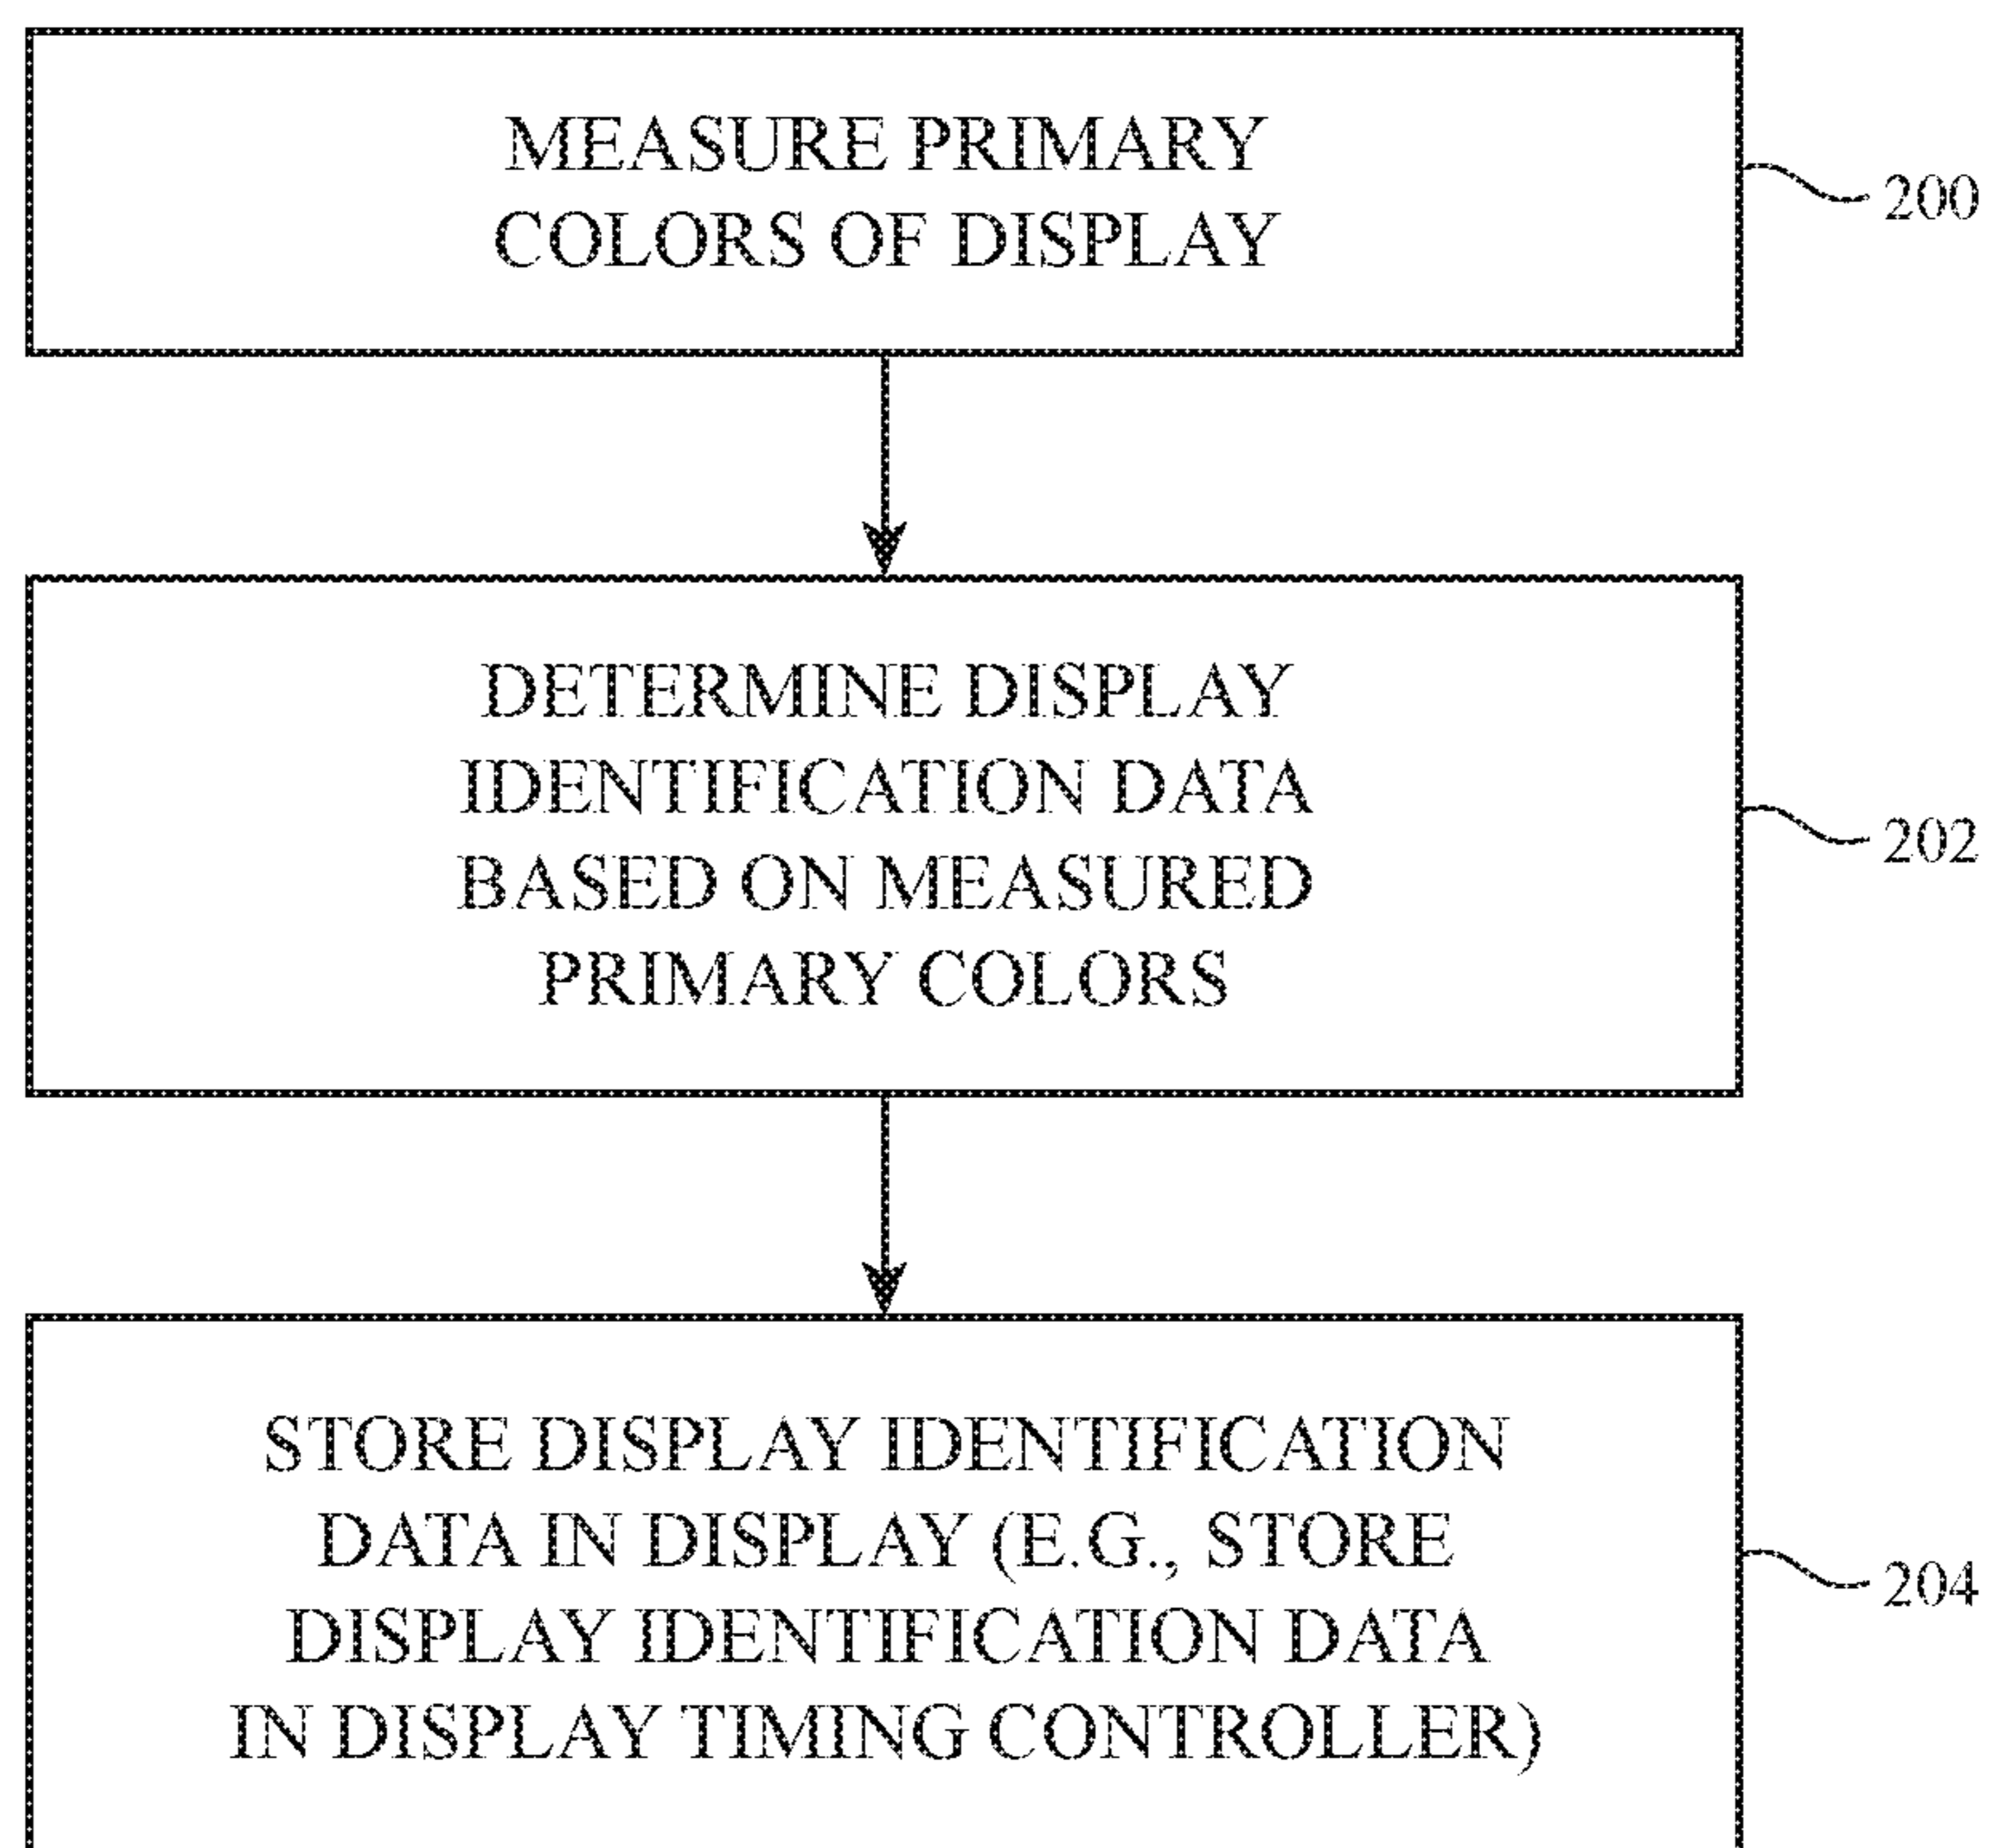 MEASURE PRIMARY
COLORS OF DISPLAY
200
DETERMINE DISPLAY
IDENTIFICATION DATA
BASED ON MEASURED
PRIMARY COLORS
202
STORE DISPLAY IDENTIFICATION
DATA IN DISPLAY (E.G., STORE
DISPLAY IDENTIFICATION DATA
IN DISPLAY TIMING CONTROLLER)
204